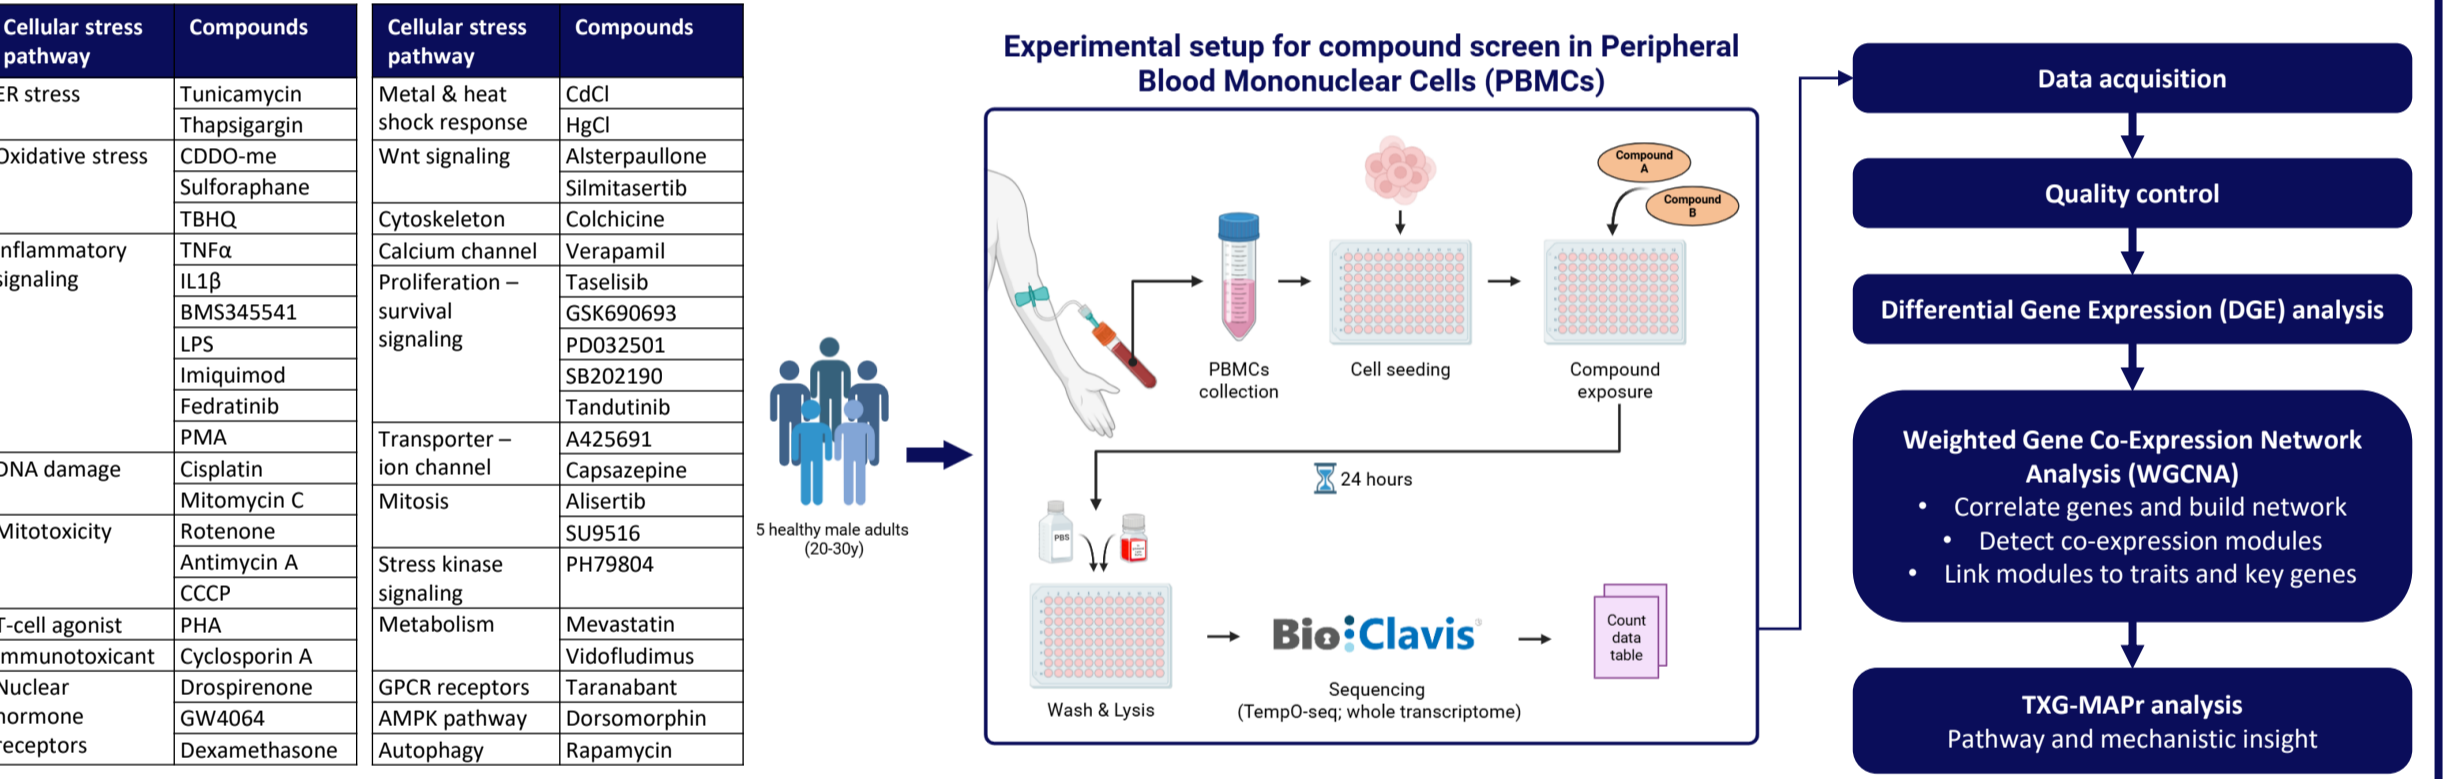 Cellular stress
pathway
Compounds
ER stress
Tunicamycin
Thapsigargin
Oxidative stress
CDDO-me
Sulforaphane
TBHQ
nflammatory
signaling
TNFα
IL1β
BMS345541
LPS
Imiquimod
Fedratinib
PMA
DNA damage
Cisplatin
Mitomycin C
Mitotoxicity
Rotenone
Antimycin A
CCCP
T-cell agonist
PHA
mmunotoxicant
Cyclosporin A
Nuclear
hormone
receptors
Drospirenone
GW4064
Dexamethasone
Cellular stress
pathway
Compounds
Metal & heat
shock response
CdCl
HgCl
Wnt signaling
Alsterpaullone
Silmitasertib
Cytoskeleton
Colchicine
Calcium channel
Verapamil
Proliferation –
survival
signaling
Taselisib
GSK690693
PD032501
SB202190
Tandutinib
Transporter –
ion channel
A425691
Capsazepine
Mitosis
Alisertib
SU9516
Stress kinase
signaling
PH79804
Metabolism
Mevastatin
Vidofludimus
GPCR receptors
Taranabant
AMPK pathway
Dorsomorphin
Autophagy
Rapamycin
5 healthy male adults
(20-30y)
Experimental setup for compound screen in Peripheral
Blood Mononuclear Cells (PBMCs)
Compound
A
Compound
B
PBMCs
collection
Cell seeding
Compound
exposure
24 hours
PBS
Wash & Lysis
Bio Clavis
Sequencing
(TempO-seq; whole transcriptome)
Count
data
table
Data acquisition
Quality control
Differential Gene Expression (DGE) analysis
Weighted Gene Co-Expression Network
Analysis (WGCNA)
• Correlate genes and build network
• Detect co-expression modules
• Link modules to traits and key genes
TXG-MAPr analysis
Pathway and mechanistic insight